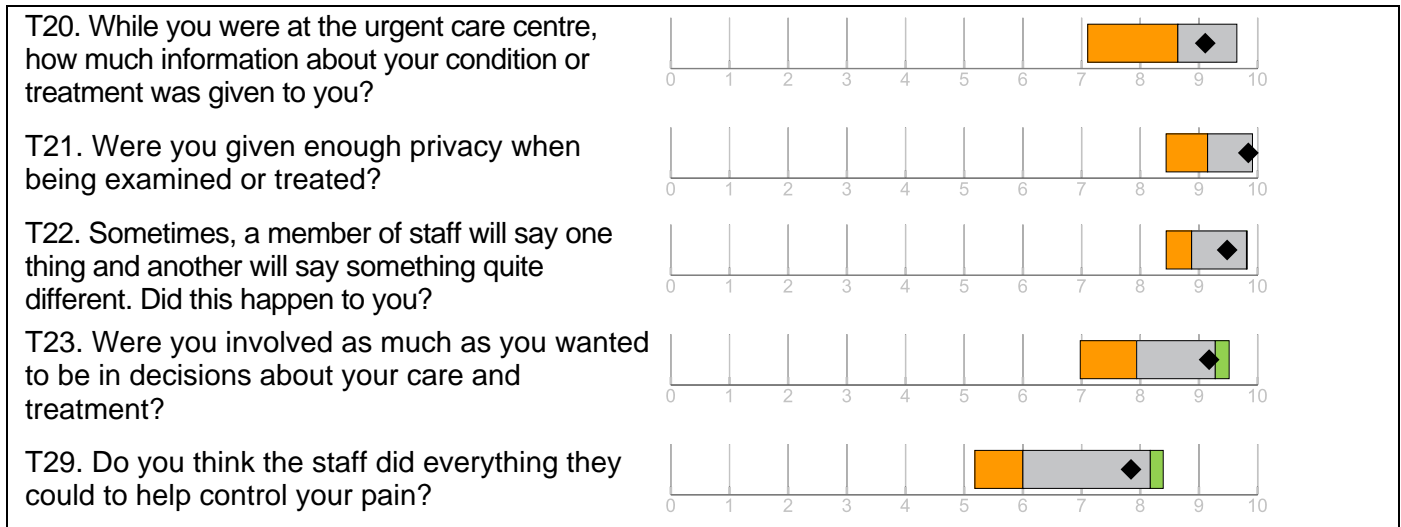 T20. While you were at the urgent care centre,
how much information about your condition or
treatment was given to you?
0 1 2 3 4 5 6 7 8 9 10
T21. Were you given enough privacy when
being examined or treated?
0 1 2 3 4 5 6 7 8 9 10
T22. Sometimes, a member of staff will say one
thing and another will say something quite
different. Did this happen to you?
0 1 2 3 4 5 6 7 8 9 10
T23. Were you involved as much as you wanted
to be in decisions about your care and
treatment?
0 1 2 3 4 5 6 7 8 9 10
T29. Do you think the staff did everything they
could to help control your pain?
0 1 2 3 4 5 6 7 8 9 10